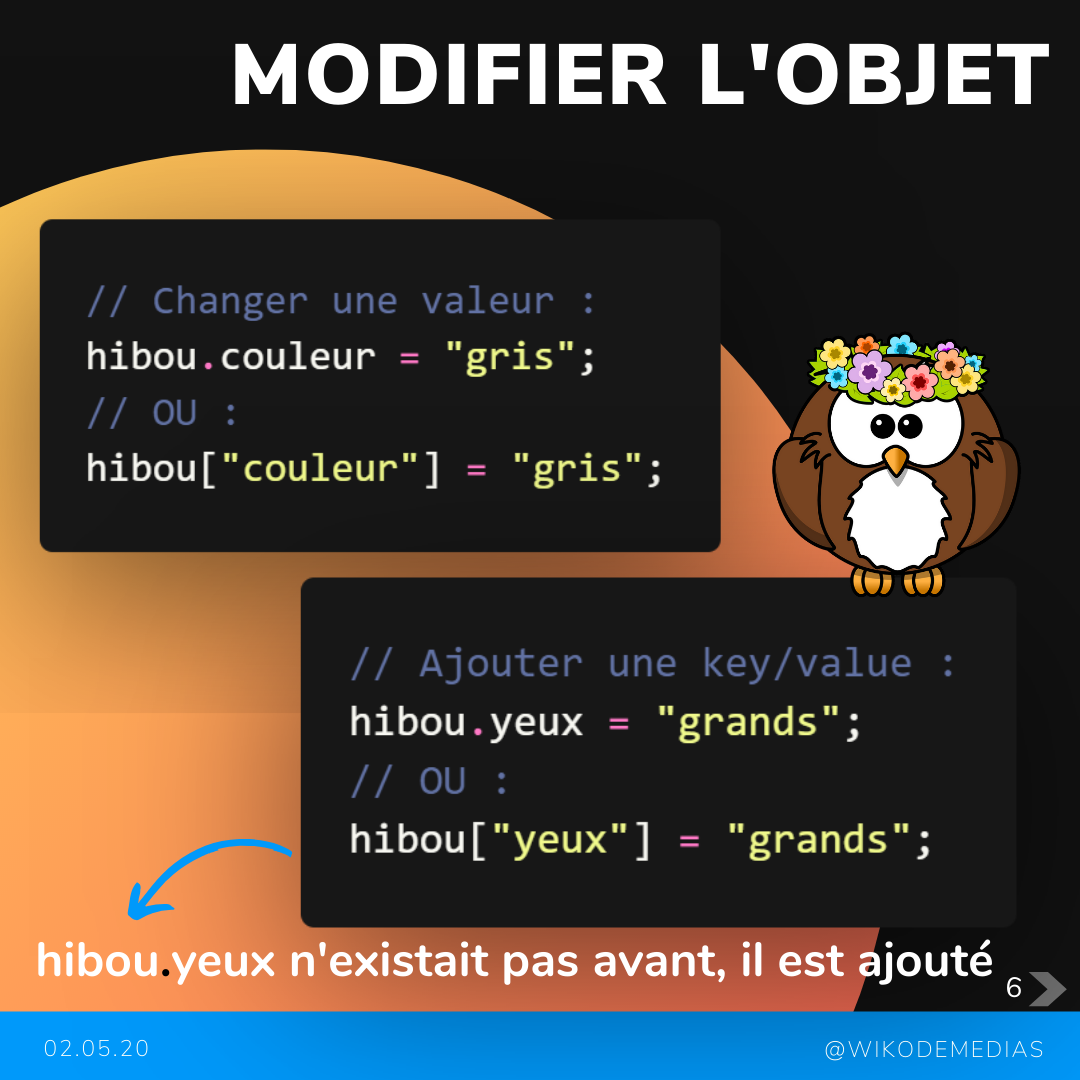 MODIFIER L'OBJET
// Changer une valeur :
hibou.couleur = "gris";
// OU :
hibou["couleur"] = "gris";
// Ajouter une key/value :
hibou.yeux = "grands";
// OU :
hibou["yeux"] = "grands";
hibou.yeux n'existait pas avant, il est ajouté
6
02.05.20
@WIKODEMEDIAS